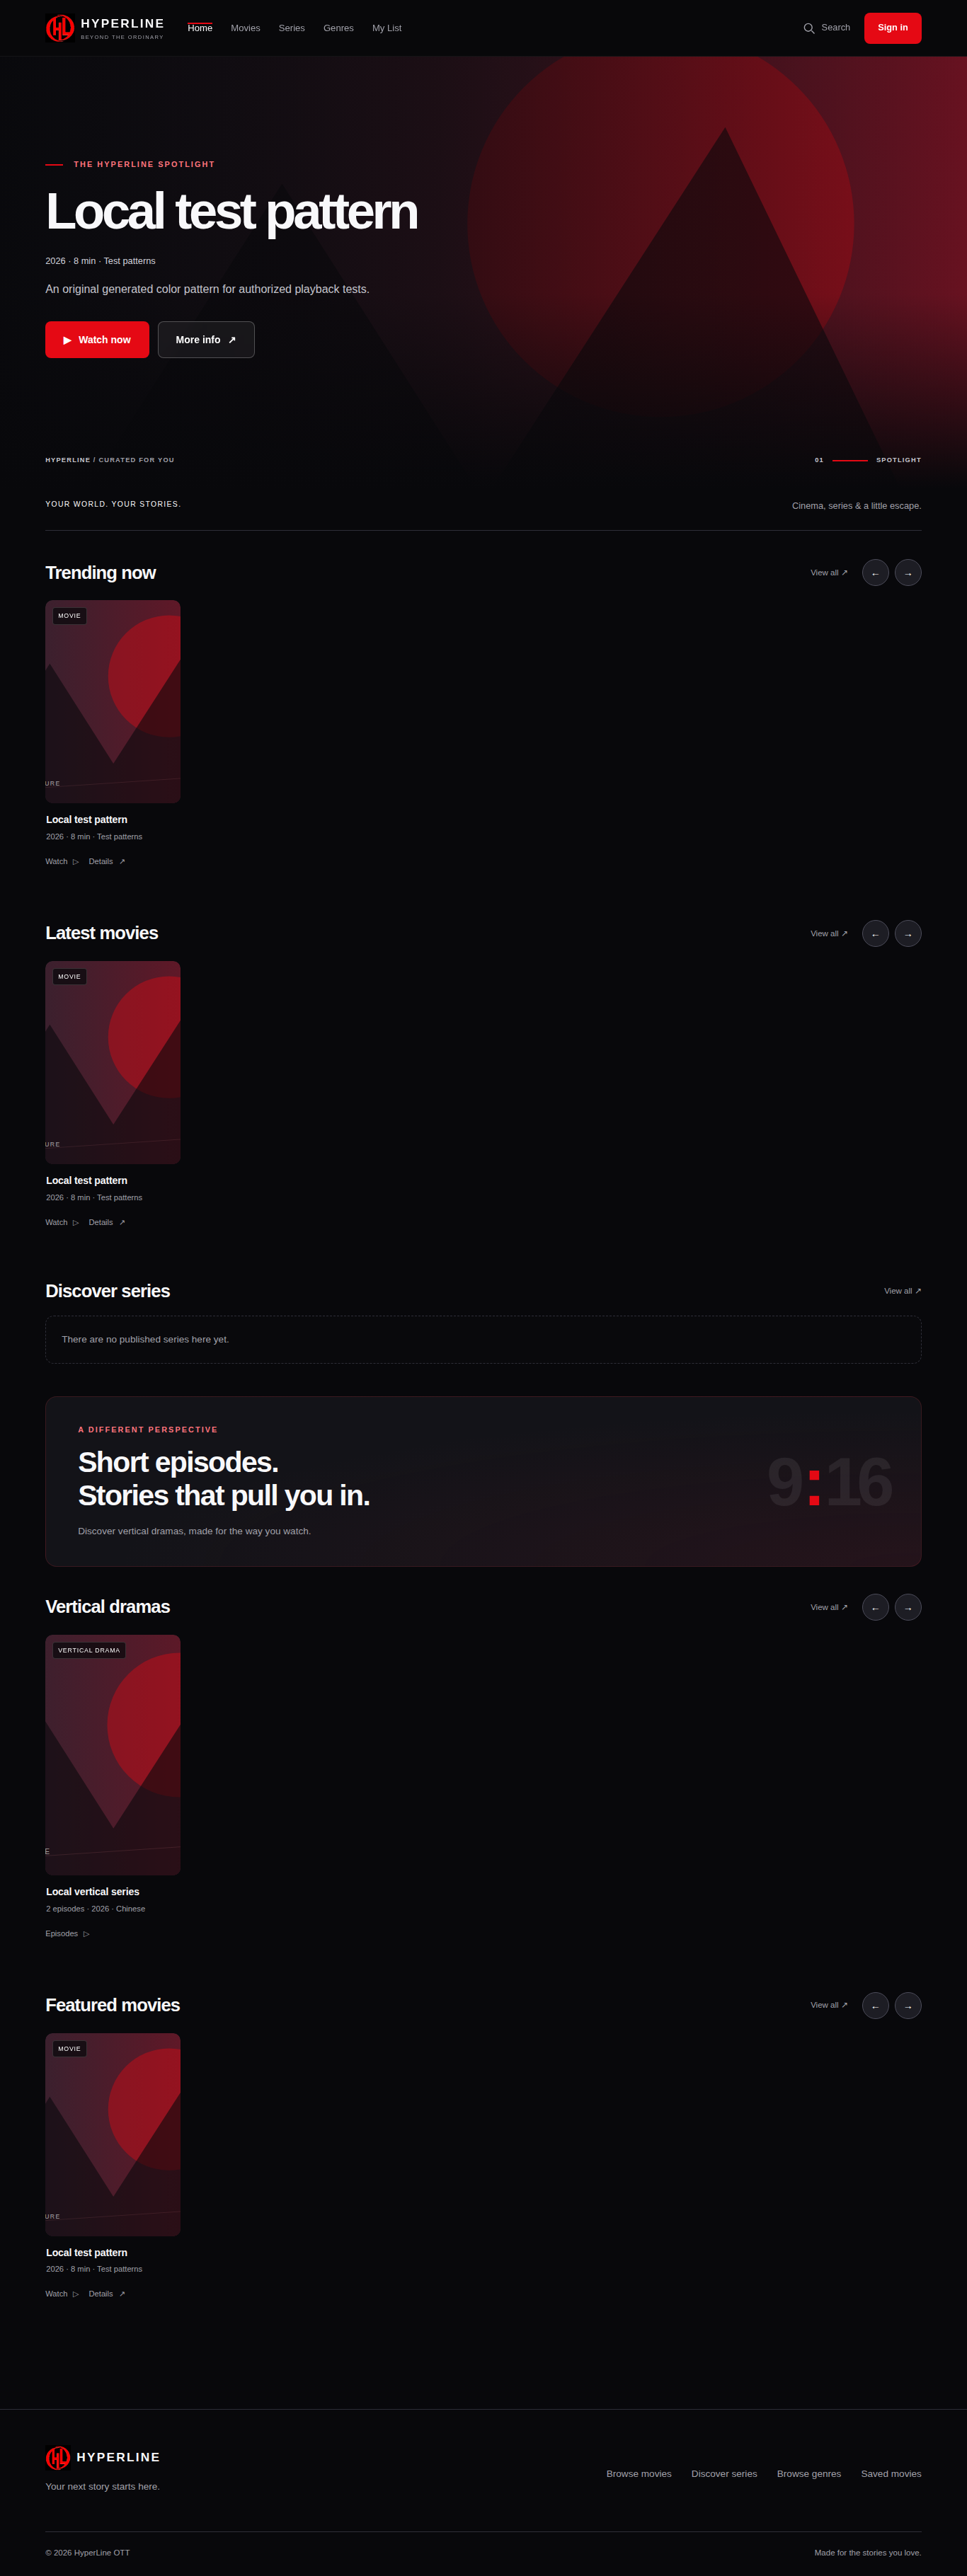 HYPERLINE
BEYOND THE ORDINARY
Home Movies Series Genres My List
Search Sign in
THE HYPERLINE SPOTLIGHT
Local test pattern
2026 · 8 min · Test patterns
An original generated color pattern for authorized playback tests.
▶ Watch now More info ↗
HYPERLINE / CURATED FOR YOU 01 SPOTLIGHT
YOUR WORLD. YOUR STORIES. Cinema, series & a little escape.
Trending now View all ↗ ← →
MOVIE
URE
Local test pattern
2026 · 8 min · Test patterns
Watch ▷ Details ↗
Latest movies View all ↗ ← →
MOVIE
URE
Local test pattern
2026 · 8 min · Test patterns
Watch ▷ Details ↗
Discover series View all ↗
There are no published series here yet.
A DIFFERENT PERSPECTIVE
Short episodes.
Stories that pull you in.
9:16
Discover vertical dramas, made for the way you watch.
Vertical dramas View all ↗ ← →
VERTICAL DRAMA
E
Local vertical series
2 episodes · 2026 · Chinese
Episodes ▷
Featured movies View all ↗ ← →
MOVIE
URE
Local test pattern
2026 · 8 min · Test patterns
Watch ▷ Details ↗
HYPERLINE
Your next story starts here.
Browse movies Discover series Browse genres Saved movies
© 2026 HyperLine OTT Made for the stories you love.